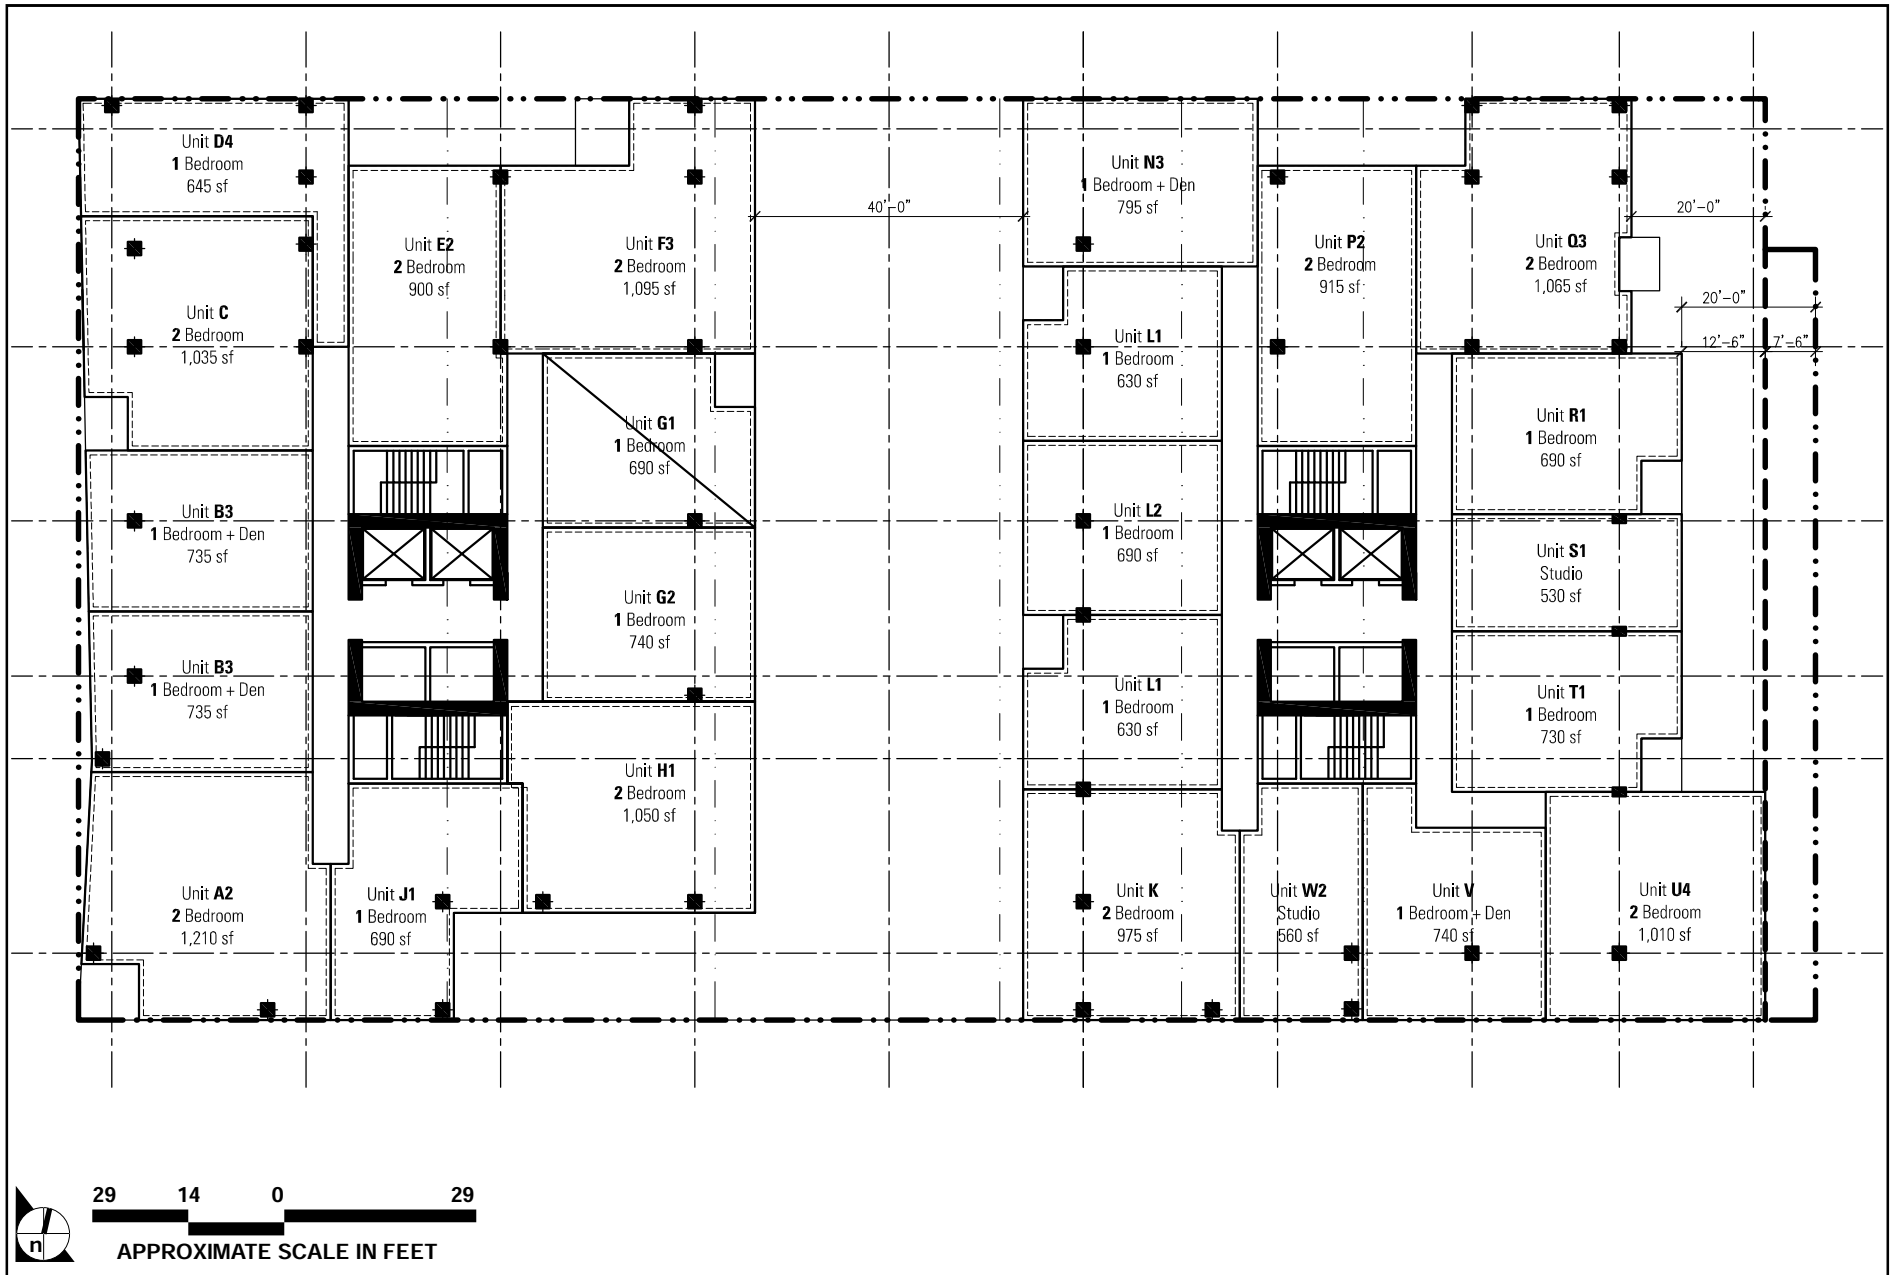 Unit D4
1 Bedroom
645 sf
Unit C
2 Bedroom
1,035 sf
Unit B3
1 Bedroom + Den
735 sf
Unit B3
1 Bedroom + Den
735 sf
Unit A2
2 Bedroom
1,210 sf
Unit J1
1 Bedroom
690 sf
Unit E2
2 Bedroom
900 sf
Unit F3
2 Bedroom
1,095 sf
Unit G1
1 Bedroom
690 sf
Unit G2
1 Bedroom
740 sf
Unit H1
2 Bedroom
1,050 sf
40'-0"
Unit N3
1 Bedroom + Den
795 sf
Unit L1
1 Bedroom
630 sf
Unit L2
1 Bedroom
690 sf
Unit L1
1 Bedroom
630 sf
Unit K
2 Bedroom
975 sf
Unit W2
Studio
560 sf
Unit V
1 Bedroom + Den
740 sf
Unit U4
2 Bedroom
1,010 sf
Unit P2
2 Bedroom
915 sf
Unit Q3
2 Bedroom
1,065 sf
Unit R1
1 Bedroom
690 sf
Unit S1
Studio
530 sf
Unit T1
1 Bedroom
730 sf
20'-0"
20'-0"
12'-6" 7'-6"
29 14 0 29
APPROXIMATE SCALE IN FEET
n